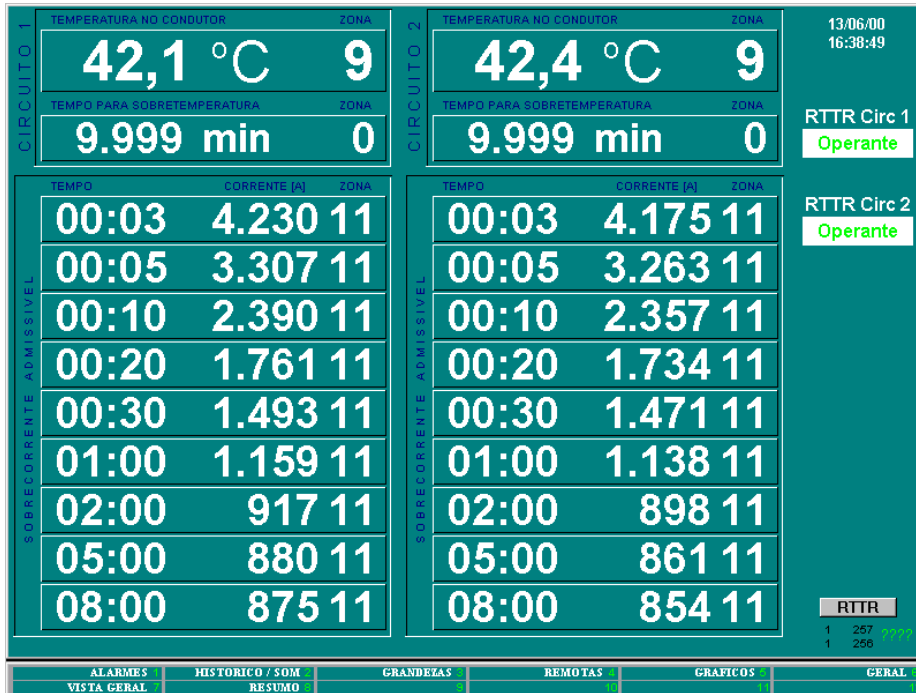 CIRCUITO 1
TEMPERATURA NO CONDUTOR ZONA
42,1 °C 9
TEMPO PARA SOBRETEMPERATURA ZONA
9.999 min 0
CIRCUITO 2
TEMPERATURA NO CONDUTOR ZONA
42,4 °C 9
TEMPO PARA SOBRETEMPERATURA ZONA
9.999 min 0
13/06/00
16:38:49
RTTR Circ 1
Operante
RTTR Circ 2
Operante
SOBRECORRENTE ADMISSIVEL
TEMPO CORRENTE [A] ZONA
00:03 4.230 11
00:05 3.307 11
00:10 2.390 11
00:20 1.761 11
00:30 1.493 11
01:00 1.159 11
02:00 917 11
05:00 880 11
08:00 875 11
SOBRECORRENTE ADMISSIVEL
TEMPO CORRENTE [A] ZONA
00:03 4.175 11
00:05 3.263 11
00:10 2.357 11
00:20 1.734 11
00:30 1.471 11
01:00 1.138 11
02:00 898 11
05:00 861 11
08:00 854 11
RTTR
1 257 ????
1 256
ALARMES 1 HISTORICO / SOM 2 GRANDEZAS 3 REMOTAS 4 GRAFICOS 5 GERAL 6
VISTA GERAL 7 RESUMO 8 9 10 11